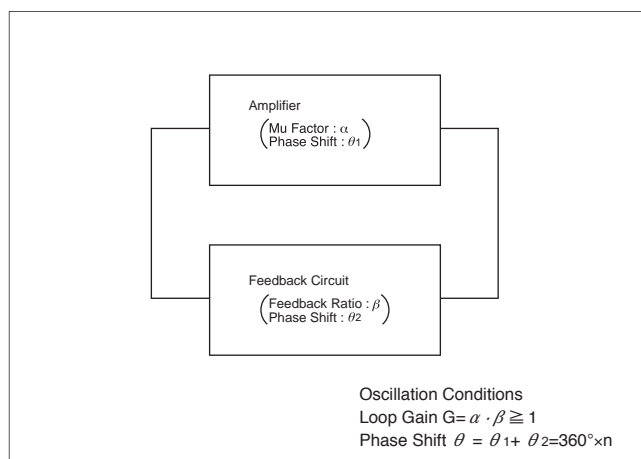 Amplifier
Mu Factor : α
Phase Shift : θ1
Feedback Circuit
Feedback Ratio : β
Phase Shift : θ2
Oscillation Conditions
Loop Gain G= α · β ≧ 1
Phase Shift θ = θ1+ θ2=360°×n